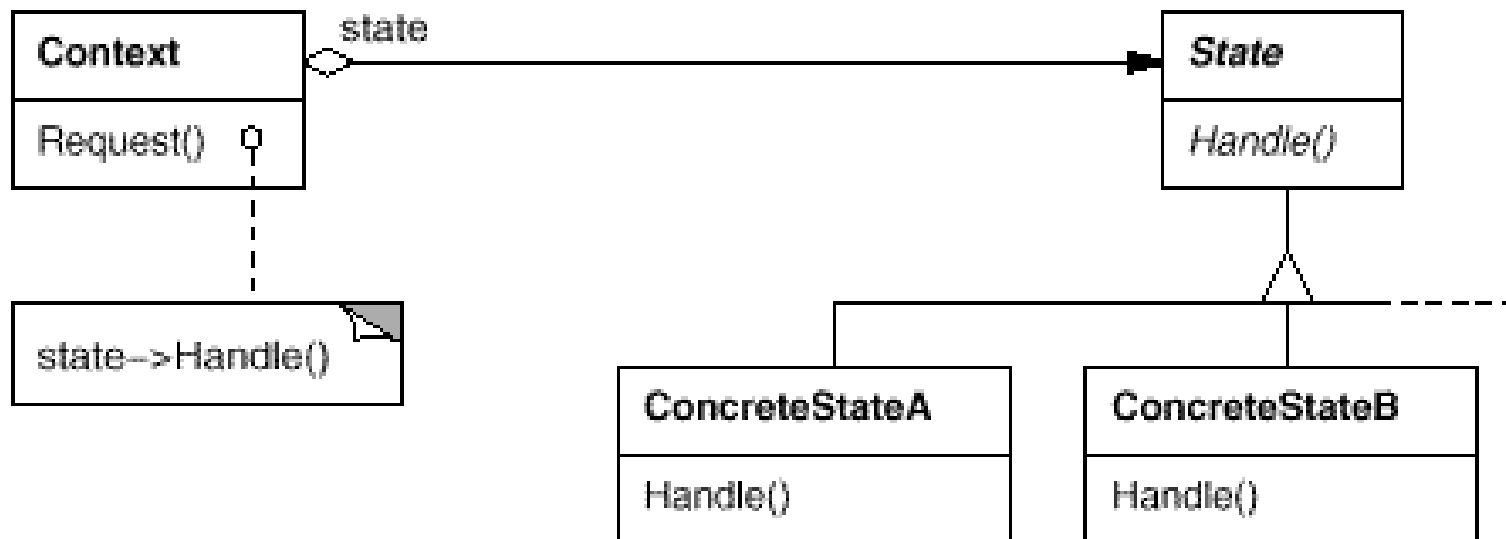 state
Context
State
Request()
Handle()
state->Handle()
ConcreteStateA
ConcreteStateB
Handle()
Handle()